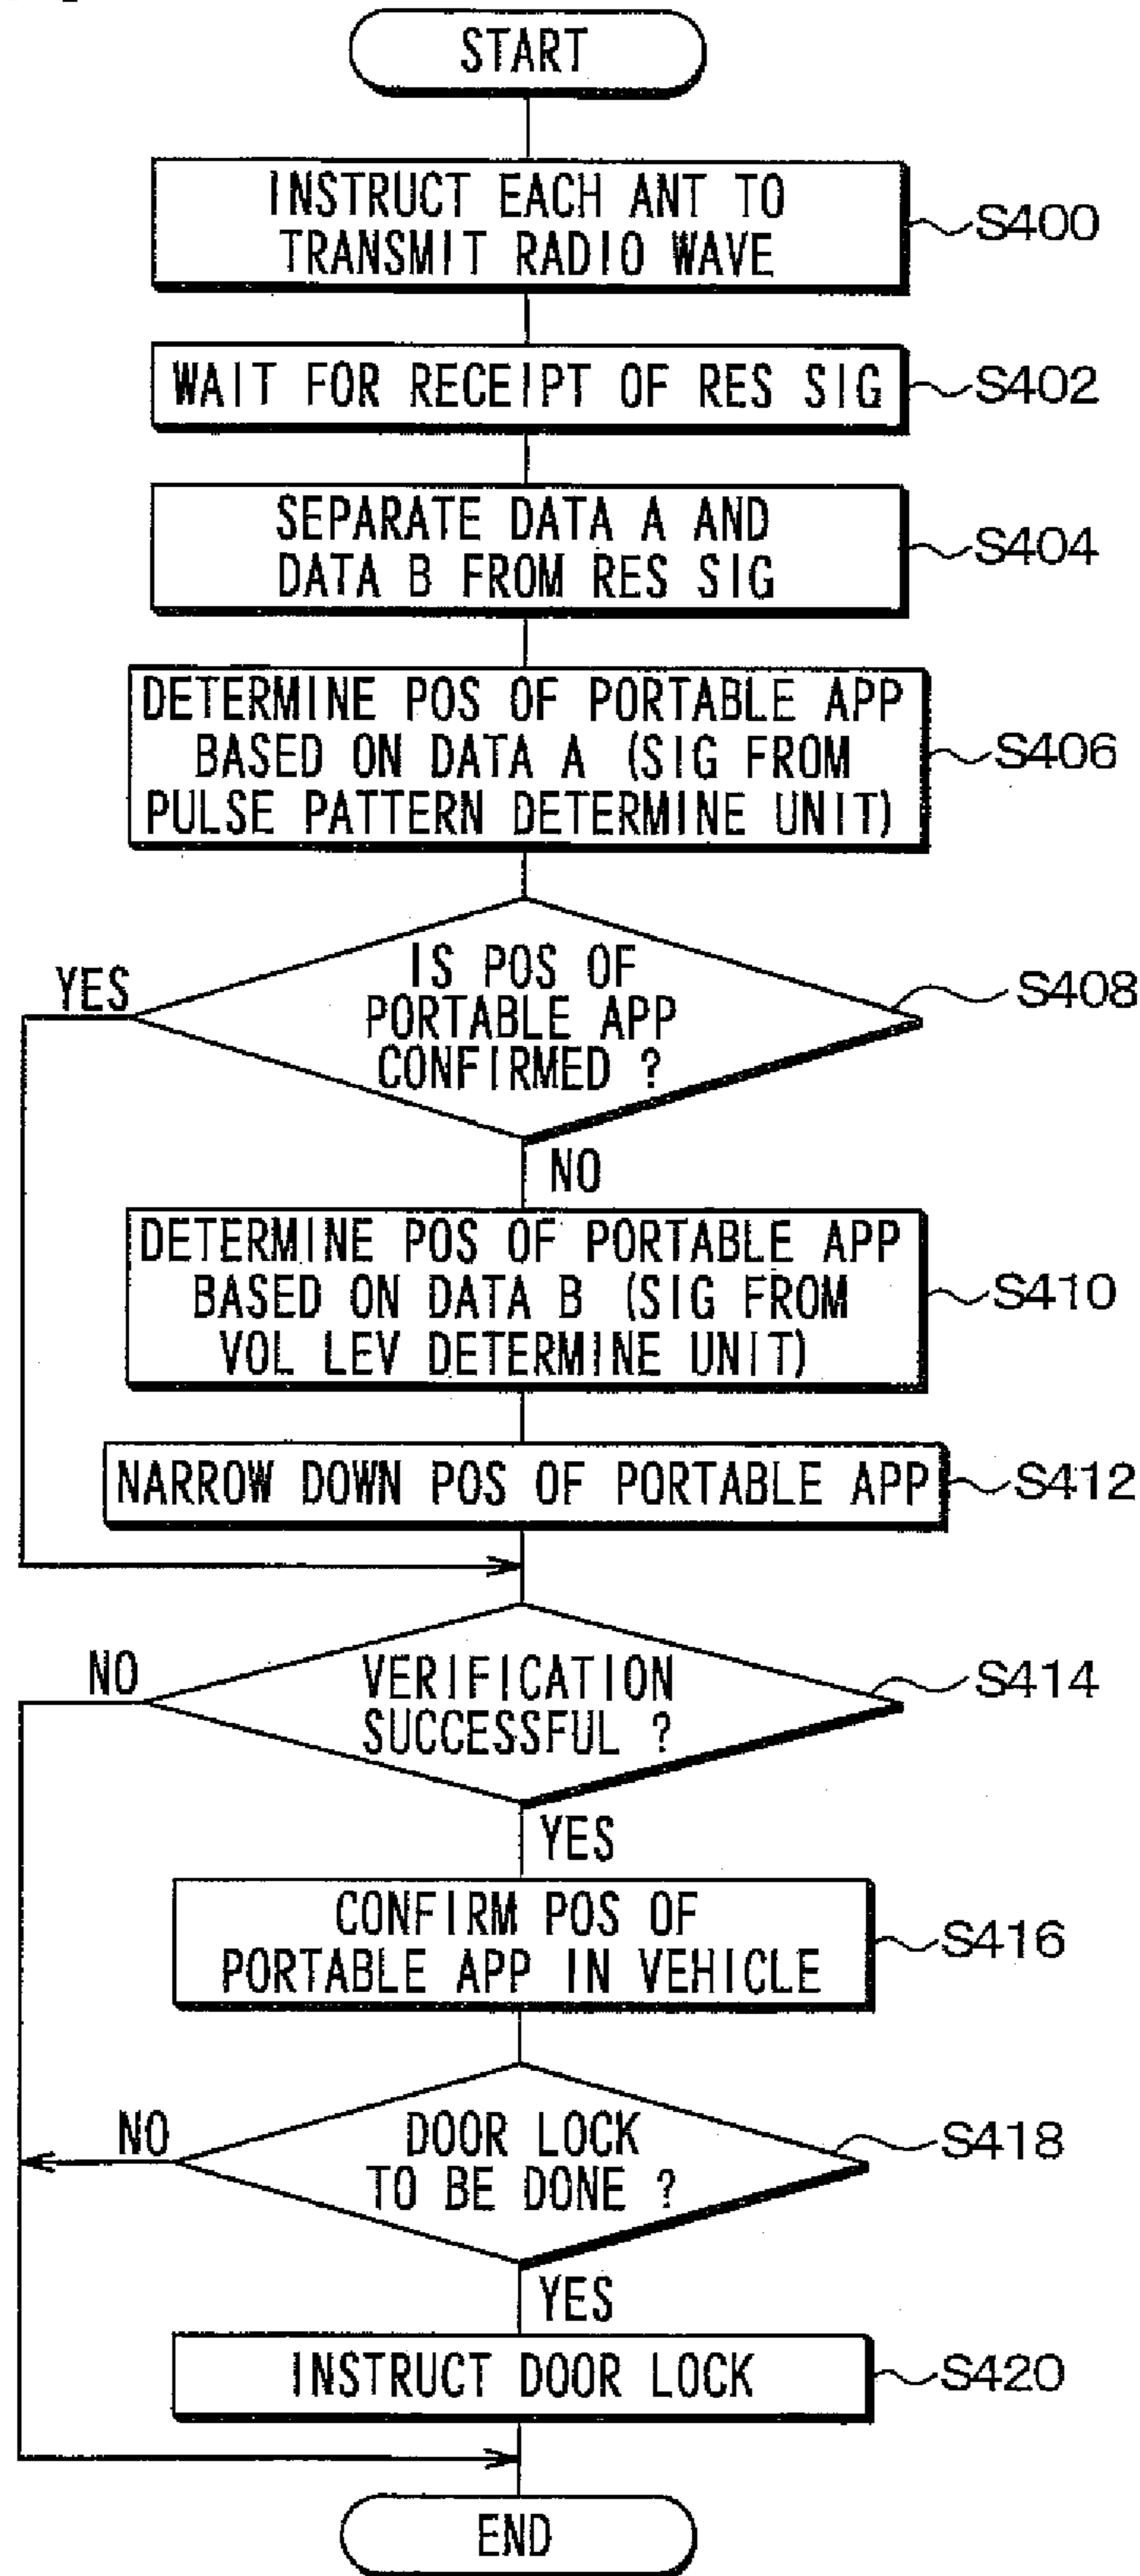 START
INSTRUCT EACH ANT TO
TRANSMIT RADIO WAVE
S400
WAIT FOR RECEIPT OF RES SIG
S402
SEPARATE DATA A AND
DATA B FROM RES SIG
S404
DETERMINE POS OF PORTABLE APP
BASED ON DATA A (SIG FROM
PULSE PATTERN DETERMINE UNIT)
S406
IS POS OF
PORTABLE APP
CONFIRMED ?
S408
YES
NO
DETERMINE POS OF PORTABLE APP
BASED ON DATA B (SIG FROM
VOL LEV DETERMINE UNIT)
S410
NARROW DOWN POS OF PORTABLE APP
S412
VERIFICATION
SUCCESSFUL ?
S414
NO
YES
CONFIRM POS OF
PORTABLE APP IN VEHICLE
S416
DOOR LOCK
TO BE DONE ?
S418
NO
YES
INSTRUCT DOOR LOCK
S420
END